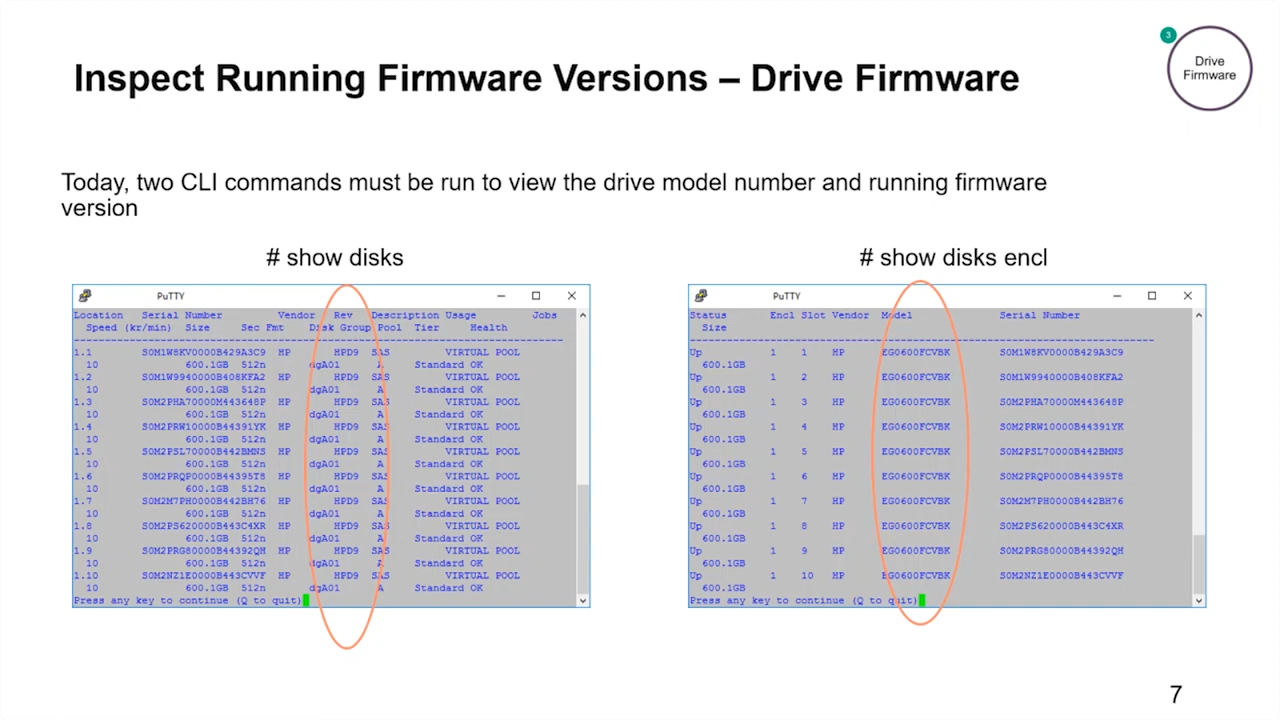 3
Drive
Firmware
Inspect Running Firmware Versions – Drive Firmware
Today, two CLI commands must be run to view the drive model number and running firmware
version
# show disks
PuTTY
Location Serial Number Vendor Rev Description Usage Jobs
Speed (kr/min) Size Sec Fmt Disk Group Pool Tier Health
1.1 S0M1W8KV0000B429A3C9 HP HPD9 SAS VIRTUAL POOL
10 600.1GB 512n dgA01 A Standard OK
1.2 S0M1W9940000B408KFA2 HP HPD9 SAS VIRTUAL POOL
10 600.1GB 512n dgA01 A Standard OK
1.3 S0M2PHA70000M443648P HP HPD9 SAS VIRTUAL POOL
10 600.1GB 512n dgA01 A Standard OK
1.4 S0M2PRW10000B44391YK HP HPD9 SAS VIRTUAL POOL
10 600.1GB 512n dgA01 A Standard OK
1.5 S0M2PSL70000B442BMNS HP HPD9 SAS VIRTUAL POOL
10 600.1GB 512n dgA01 A Standard OK
1.6 S0M2PRQP0000B44395T8 HP HPD9 SAS VIRTUAL POOL
10 600.1GB 512n dgA01 A Standard OK
1.7 S0M2M7PH0000B442BH76 HP HPD9 SAS VIRTUAL POOL
10 600.1GB 512n dgA01 A Standard OK
1.8 S0M2PS620000B443C4XR HP HPD9 SAS VIRTUAL POOL
10 600.1GB 512n dgA01 A Standard OK
1.9 S0M2PRG80000B44392QH HP HPD9 SAS VIRTUAL POOL
10 600.1GB 512n dgA01 A Standard OK
1.10 S0M2NZ1E0000B443CVVF HP HPD9 SAS VIRTUAL POOL
10 600.1GB 512n dgA01 A Standard OK
Press any key to continue (Q to quit)
# show disks encl
PuTTY
Status Encl Slot Vendor Model Serial Number
Size
Up 1 1 HP EG0600FCVBK S0M1W8KV0000B429A3C9
600.1GB
Up 1 2 HP EG0600FCVBK S0M1W9940000B408KFA2
600.1GB
Up 1 3 HP EG0600FCVBK S0M2PHA70000M443648P
600.1GB
Up 1 4 HP EG0600FCVBK S0M2PRW10000B44391YK
600.1GB
Up 1 5 HP EG0600FCVBK S0M2PSL70000B442BMNS
600.1GB
Up 1 6 HP EG0600FCVBK S0M2PRQP0000B44395T8
600.1GB
Up 1 7 HP EG0600FCVBK S0M2M7PH0000B442BH76
600.1GB
Up 1 8 HP EG0600FCVBK S0M2PS620000B443C4XR
600.1GB
Up 1 9 HP EG0600FCVBK S0M2PRG80000B44392QH
600.1GB
Up 1 10 HP EG0600FCVBK S0M2NZ1E0000B443CVVF
600.1GB
Press any key to continue (Q to quit)
7